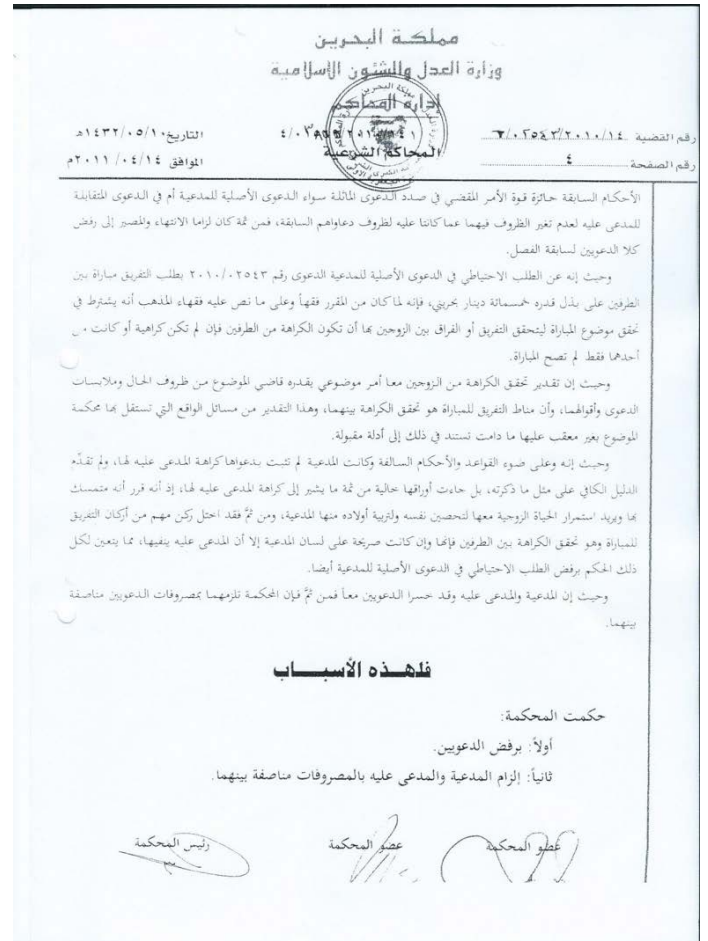 مملكة البحرين
وزارة العدل والشئون الإسلامية
إدارة المحاكم
المحاكم الشرعية
رقم القضية ٠٢٥٤٣/٢٠١٠/١٤/
التاريخ: ١٤٣٢/٠٥/١٠هـ
رقم الصفحة ٤
الموافق ٢٠١١/٠٤/١٤م
الأحكام السابقة حائزة قوة الأمر المقضي في صدد الدعوى الماثلة سواء الدعوى الأصلية للمدعية أم في الدعوى المتقابلة
للمدعى عليه لعدم تغير الظروف فيهما عما كانتا عليه لظروف دعاواهم السابقة، فمن ثمة كان لزاما الانتهاء والمصير إلى رفض
كلا الدعويين لسابقة الفصل.
وحيث إنه عن الطلب الاحتياطي في الدعوى الأصلية للمدعية الدعوى رقم ٢٠١٠/٠٢٥٤٣ بطلب التفريق مباراة بين
الطرفين على بذل قدره خمسمائة دينار بحريني، فإنه لما كان من المقرر فقهاً وعلى ما نص عليه فقهاء المذهب أنه يشترط في
تحقق موضوع المباراة ليتحقق التفريق أو الفراق بين الزوجين بها أن تكون الكراهة من الطرفين فإن لم تكن كراهية أو كانت من
أحدهما فقط لم تصح المباراة.
وحيث إن تقدير تحقق الكراهة من الزوجين معا أمر موضوعي يقدره قاضي الموضوع من ظروف الحال وملابسات
الدعوى وأقوالهما، وأن مناط التفريق للمباراة هو تحقق الكراهة بينهما، وهذا التقدير من مسائل الواقع التي تستقل بها محكمة
الموضوع بغير معقب عليها ما دامت تستند في ذلك إلى أدلة مقبولة.
وحيث إنه وعلى ضوء القواعد والأحكام السالفة وكانت المدعية لم تثبت بدعواها كراهة المدعى عليه لها، ولم تقدّم
الدليل الكافي على مثل ما ذكرته، بل جاءت أوراقها خالية من ثمة ما يشير إلى كراهة المدعى عليه لها، إذ أنه قرر أنه متمسك
بها ويريد استمرار الحياة الزوجية معها لتحصين نفسه ولتربية أولاده منها المدعية، ومن ثمَّ فقد اختل ركن مهم من أركان التفريق
للمباراة وهو تحقق الكراهة بين الطرفين فإنها وإن كانت صريحة على لسان المدعية إلا أن المدعى عليه ينفيها، مما يتعين لكل
ذلك الحكم برفض الطلب الاحتياطي في الدعوى الأصلية للمدعية أيضا.
وحيث إن المدعية والمدعى عليه وقد خسرا الدعويين معاً فمن ثمَّ فإن المحكمة تلزمهما بمصروفات الدعويين مناصفة
بينهما.
فلهذه الأسباب
حكمت المحكمة:
أولاً: برفض الدعويين.
ثانياً: إلزام المدعية والمدعى عليه بالمصروفات مناصفة بينهما.
عضو المحكمة
عضو المحكمة
رئيس المحكمة